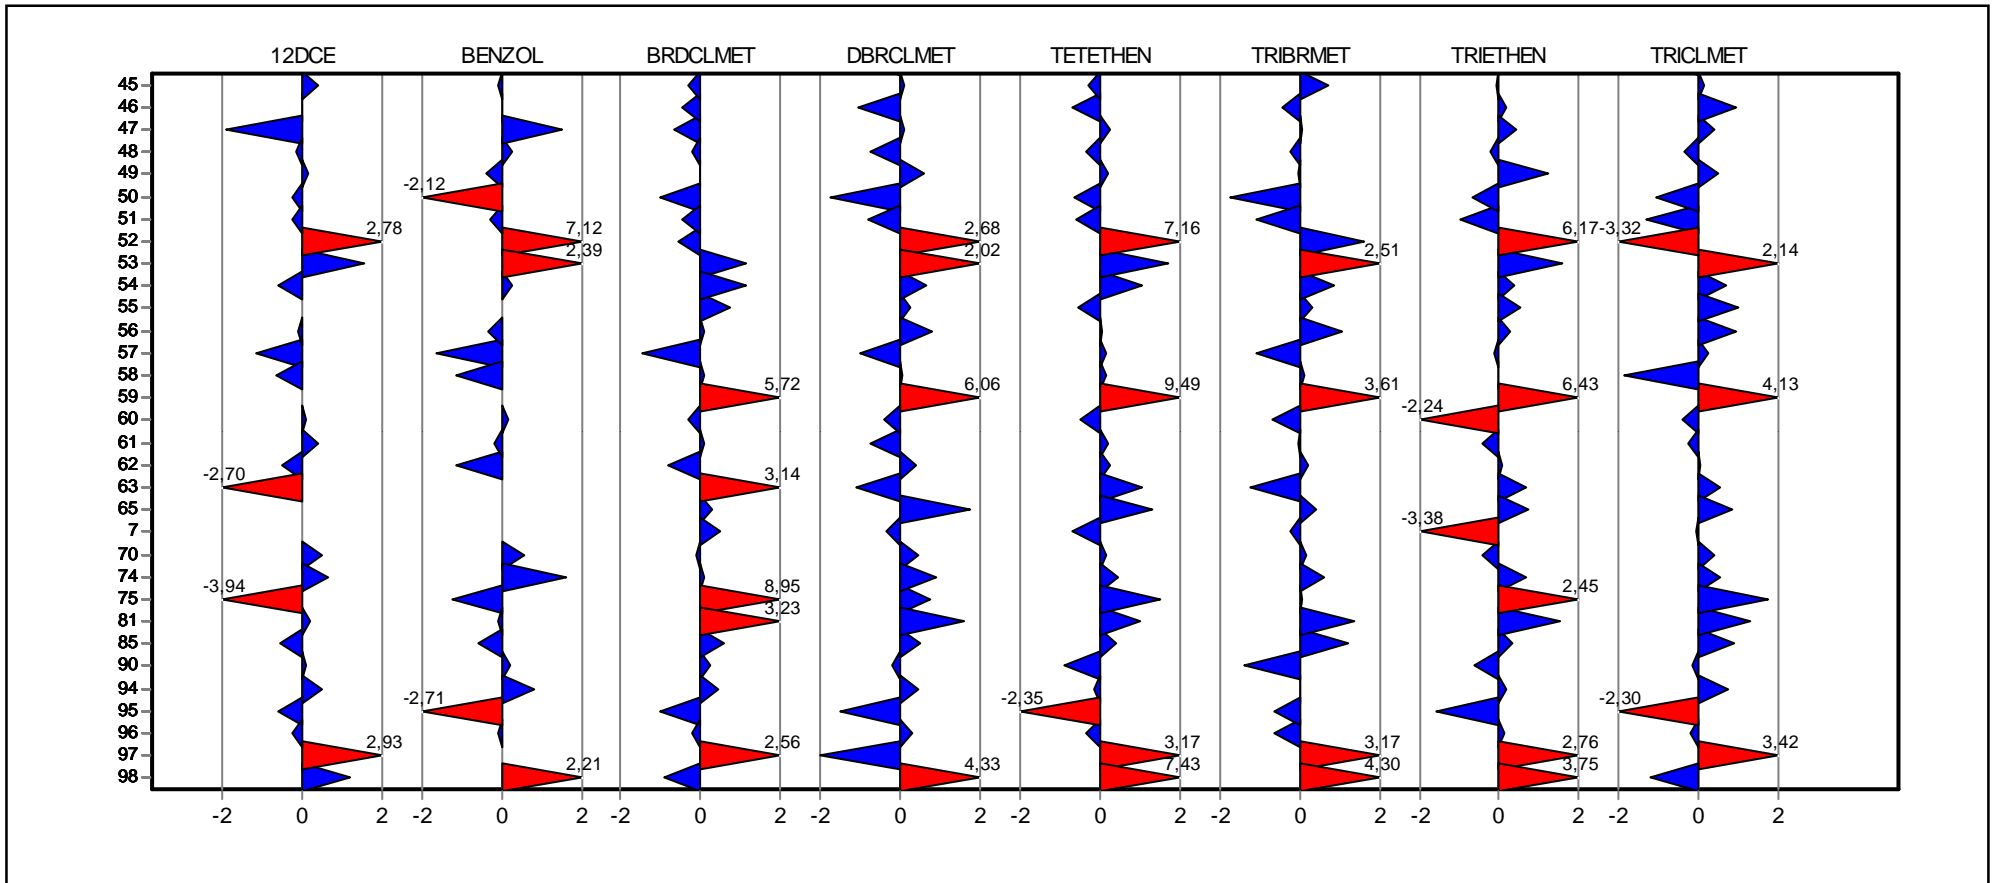 12DCE BENZOL BRDCLMET DBRCLMET TETETHEN TRIBRMET TRIETHEN TRICLMET
45
46
47
48
49
50 -2,12
51
52 2,78 7,12 2,68 7,16 6,17 -3,32
53 2,39 2,02 2,51 2,14
54
55
56
57
58
59 5,72 6,06 9,49 3,61 6,43 4,13
60 -2,24
61
62
63 -2,70 3,14
65
7 -3,38
70
74
75 -3,94 8,95 2,45
81 3,23
85
90
94
95 -2,71 -2,35 -2,30
96
97 2,93 2,56 3,17 3,17 2,76 3,42
98 2,21 4,33 7,43 4,30 3,75
-2 0 2 -2 0 2 -2 0 2 -2 0 2 -2 0 2 -2 0 2 -2 0 2 -2 0 2